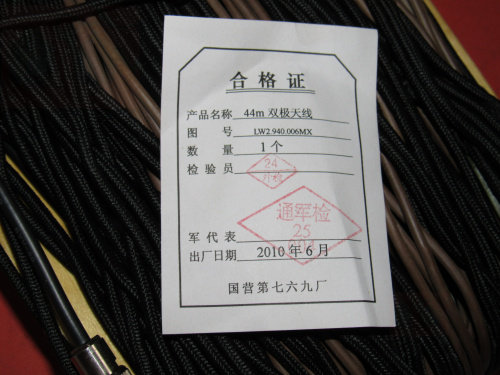 合格证
产品名称 44m 双极天线
图 号 LW2.940.006MX
数 量 1个
检 验 员 24
通军检
25
军 代 表
出厂日期 2010年6月
国营第七六九厂